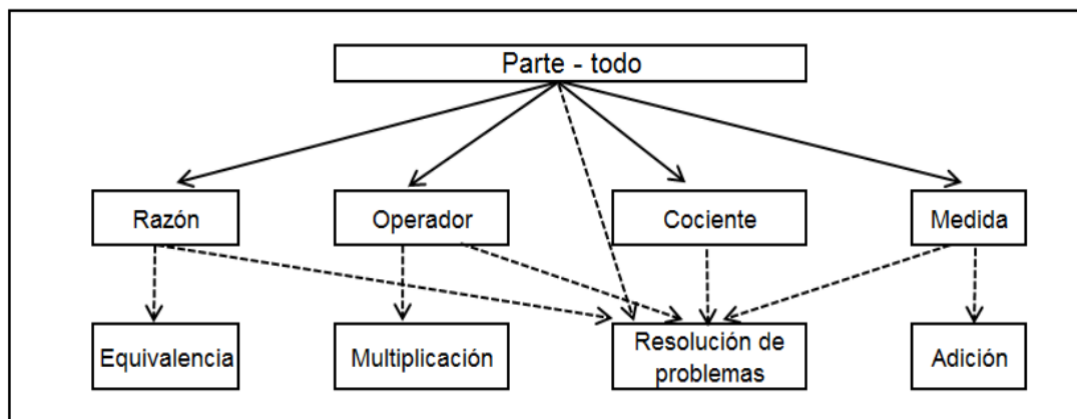 Parte - todo
Razón
Operador
Cociente
Medida
Equivalencia
Multiplicación
Resolución de
problemas
Adición